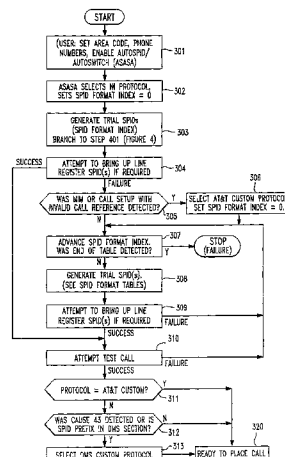 START
(USER: SET AREA CODE, PHONE
NUMBERS, ENABLE AUTOSPID/
AUTOSWITCH (ASASA)
301
ASASA SELECTS NI PROTOCOL,
SETS SPID FORMAT INDEX = 0
302
GENERATE TRIAL SPIDs
(SPID FORMAT INDEX)
BRANCH TO STEP 401 (FIGURE 4)
303
SUCCESS
ATTEMPT TO BRING UP LINE
REGISTER SPID(s) IF REQUIRED
304
FAILURE
WAS MIM OR CALL SETUP WITH
INVALID CALL REFERENCE DETECTED?
305
Y
306
SELECT AT&T CUSTOM PROTOCOL
SET SPID FORMAT INDEX = 0.
N
307
ADVANCE SPID FORMAT INDEX.
WAS END OF TABLE DETECTED?
Y
STOP
(FAILURE)
N
GENERATE TRIAL SPID(s).
(SEE SPID FORMAT TABLES)
308
ATTEMPT TO BRING UP LINE
REGISTER SPID(s) IF REQUIRED
309
FAILURE
SUCCESS
310
ATTEMPT TEST CALL
FAILURE
SUCCESS
PROTOCOL = AT&T CUSTOM?
Y
311
N
WAS CAUSE 43 DETECTED OR IS
SPID PREFIX IN DMS SECTION?
N
312
Y
320
SELECT DMS CUSTOM PROTOCOL
313
READY TO PLACE CALL